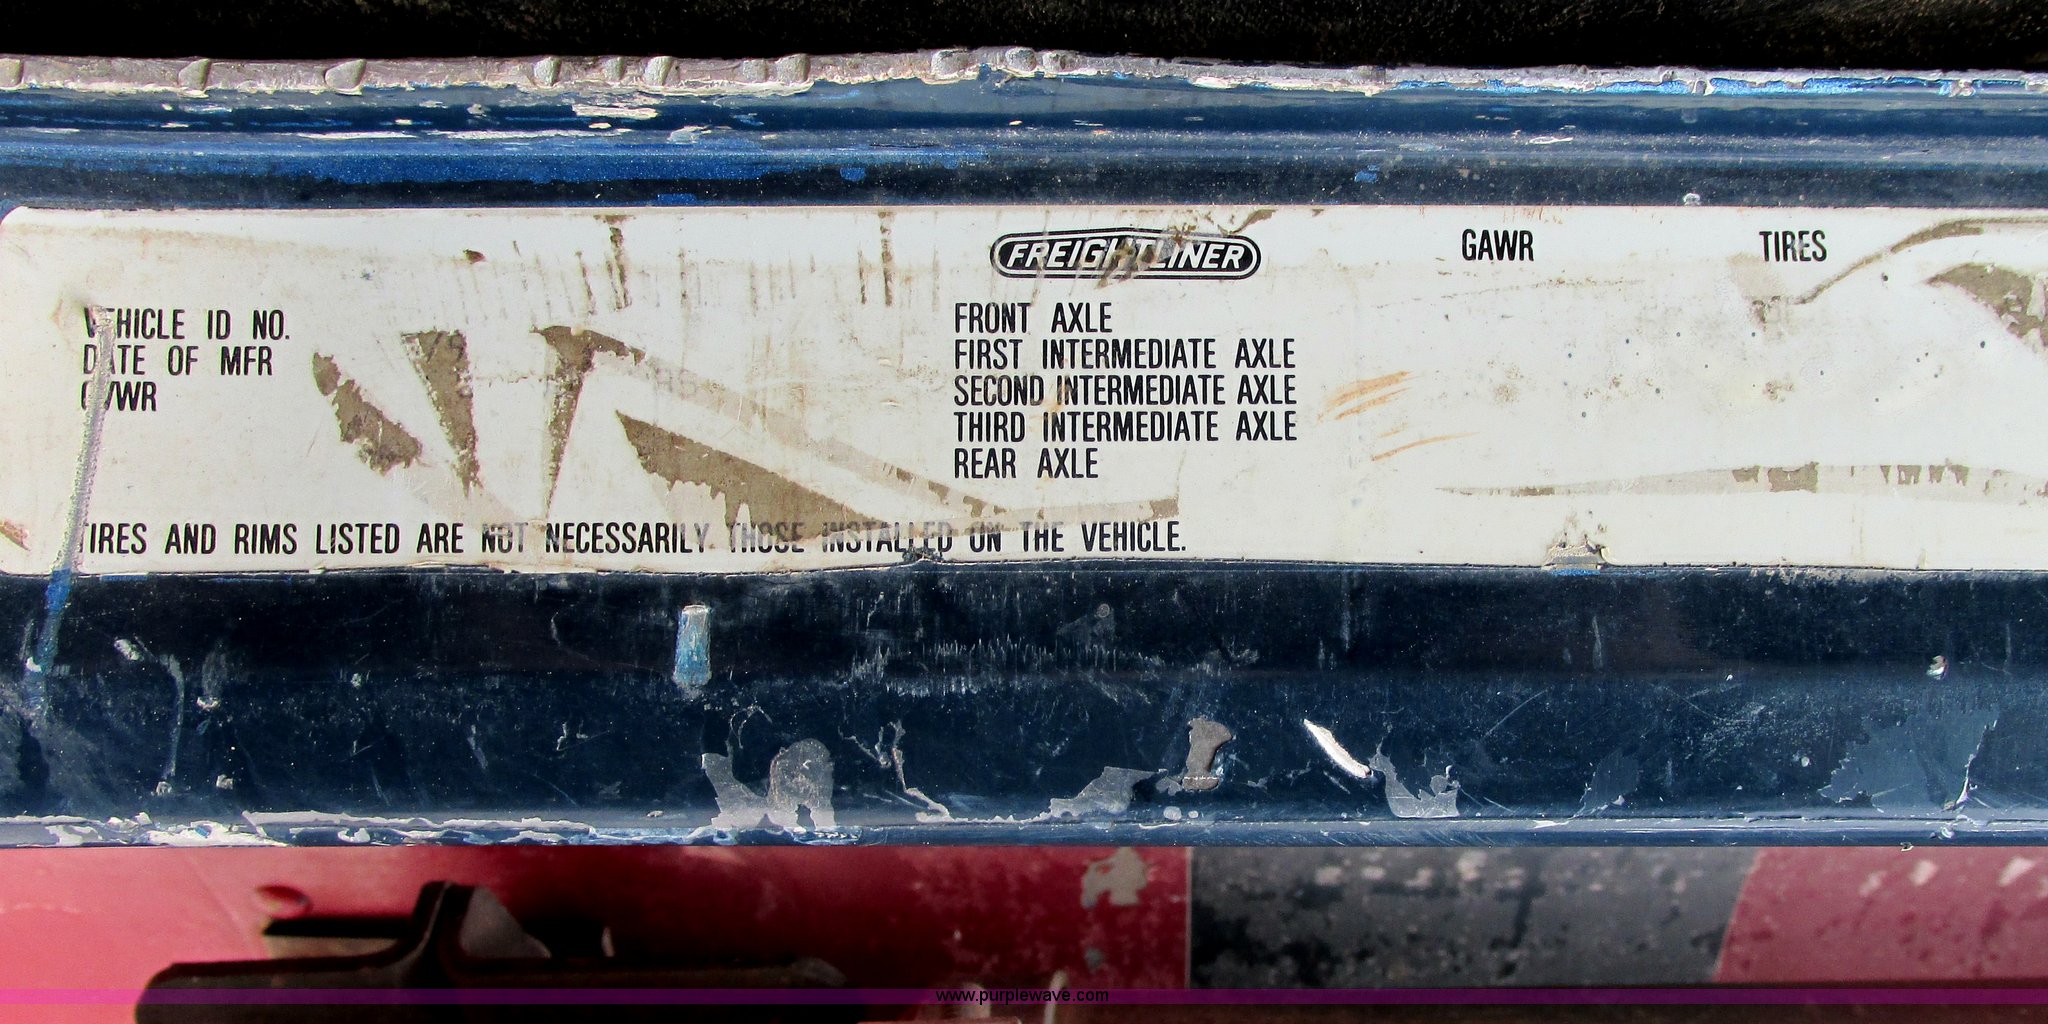 FREIGHTLINER GAWR TIRES
VEHICLE ID NO. FRONT AXLE
DATE OF MFR FIRST INTERMEDIATE AXLE
GVWR SECOND INTERMEDIATE AXLE
THIRD INTERMEDIATE AXLE
REAR AXLE
TIRES AND RIMS LISTED ARE NOT NECESSARILY THOSE INSTALLED ON THE VEHICLE.
www.purplewave.com